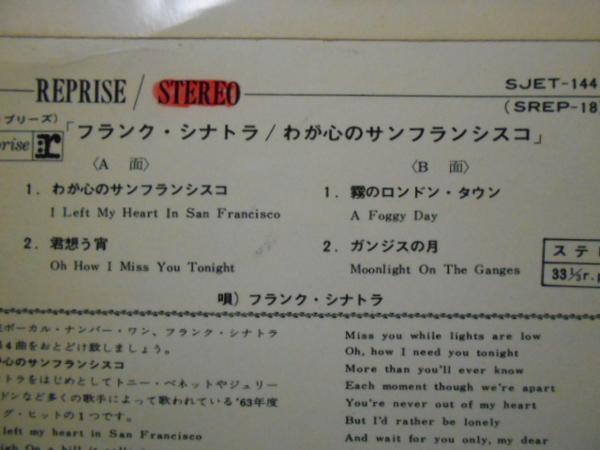 REPRISE / STEREO
SJET-144
(SREP-18
プリーズ)
「フランク・シナトラ/わが心のサンフランシスコ」
prise r
〈A 面〉
1. わが心のサンフランシスコ
I Left My Heart In San Francisco
2. 君想う宵
Oh How I Miss You Tonight
〈B 面〉
1. 霧のロンドン・タウン
A Foggy Day
2. ガンジスの月
Moonlight On The Ganges
ステレ
33⅓r.p
唄) フランク・シナトラ
ボーカル・ナンバー・ワン、フランク・シナトラ
4曲をおとどけ致しましょう。
心のサンフランシスコ
トラをはじめとしてトニー・ベネットやジュリー
ドンなど多くの歌手によって歌われている'63年度
グ・ヒットの1つです。
left my heart in San Francisco
Miss you while lights are low
Oh, how I need you tonight
More than you'll ever know
Each moment though we're apart
You're never out of my heart
But I'd rather be lonely
And wait for you only, my dear